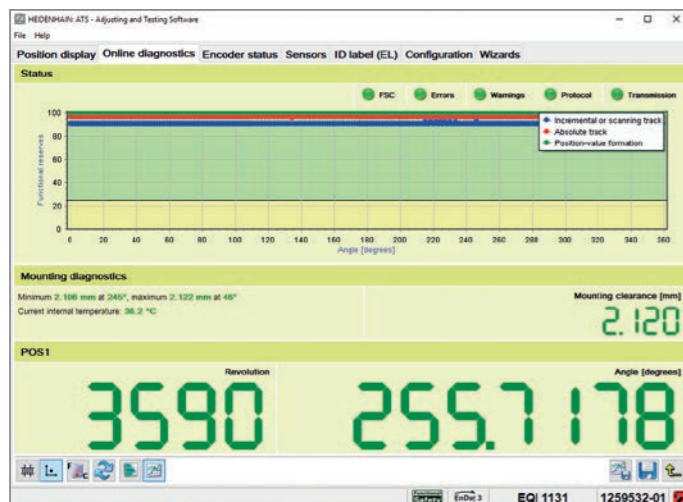 HEIDENHAIN: ATS - Adjusting and Testing Software
File Help
Position display Online diagnostics Encoder status Sensors ID label (EL) Configuration Wizards
Status
FSC Errors Warnings Protocol Transmission
Functional reserves
100
80
60
40
20
0
Incremental or scanning track
Absolute track
Position-value formation
0 20 40 60 80 100 120 140 160 180 200 220 240 260 280 300 320 340 360
Angle [degrees]
Mounting diagnostics
Minimum 2.106 mm at 245°, maximum 2.122 mm at 46°
Current internal temperature: 36.2 °C
Mounting clearance [mm]
2.120
POS1
Revolution
3590
Angle [degrees]
255.7178
Safety EnDat 3 EQI 1131 1259532-01